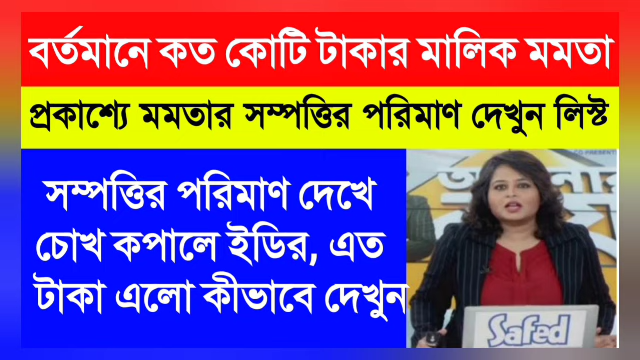 বর্তমানে কত কোটি টাকার মালিক মমতা
প্রকাশ্যে মমতার সম্পত্তির পরিমাণ দেখুন লিস্ট
সম্পত্তির পরিমাণ দেখে
চোখ কপালে ইডির, এত
টাকা এলো কীভাবে দেখুন
Safed